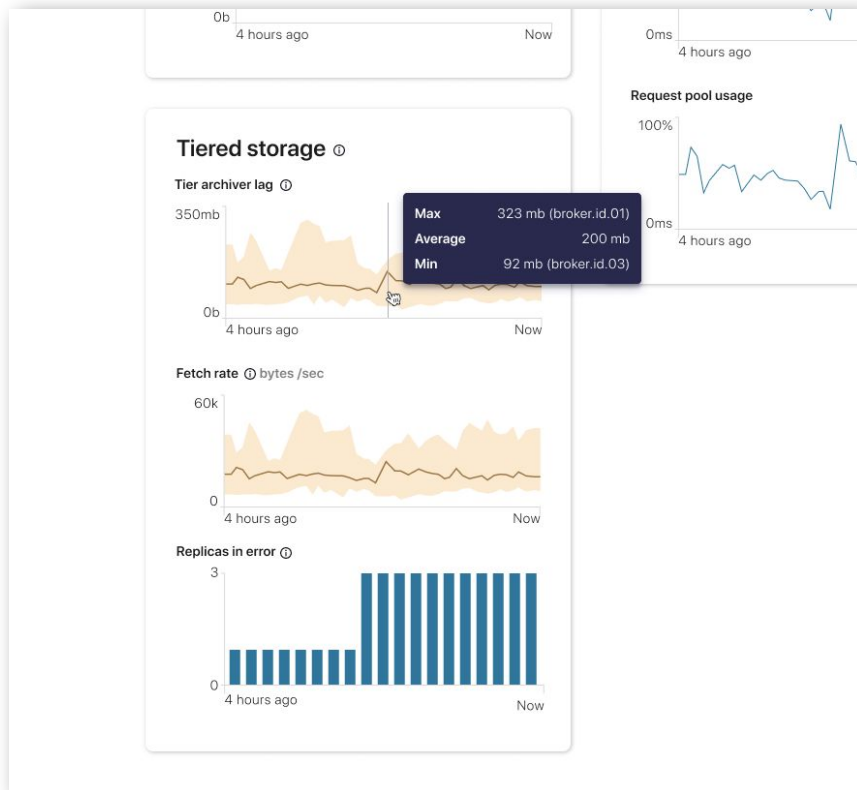 0b
4 hours ago Now
0ms
4 hours ago
Request pool usage
100%
0ms
4 hours ago
Tiered storage
Tier archiver lag
350mb
Max 323 mb (broker.id.01)
Average 200 mb
Min 92 mb (broker.id.03)
0b
4 hours ago Now
Fetch rate bytes /sec
60k
0
4 hours ago Now
Replicas in error
3
0
4 hours ago Now